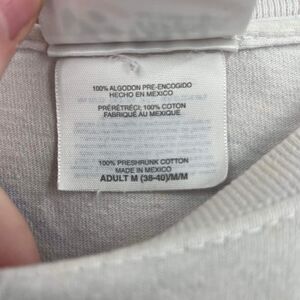 100% ALGODON PRE-ENCOGIDO
HECHO EN MEXICO
PRÉRÉTRÉCI; 100% COTON
FABRIQUÉ AU MEXIQUE
100% PRESHRUNK COTTON
MADE IN MEXICO
ADULT M (38-40)/M/M